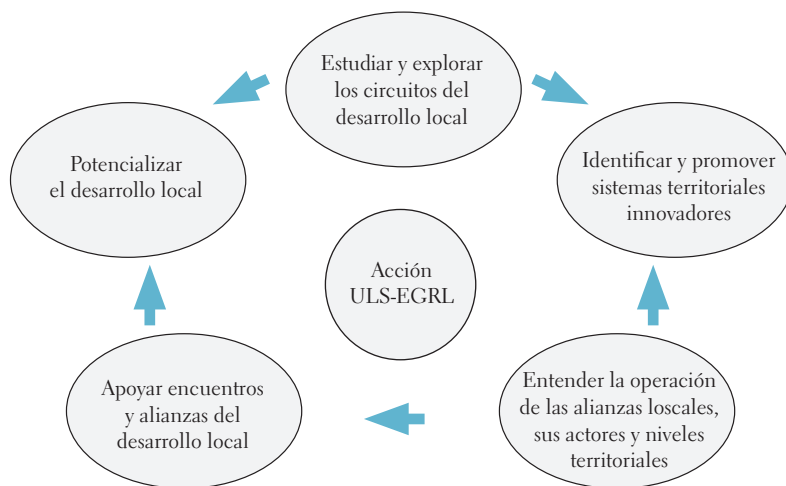 Estudiar y explorar
los circuitos del
desarrollo local
Potencializar
el desarrollo local
Identificar y promover
sistemas territoriales
innovadores
Acción
ULS-EGRL
Apoyar encuentros
y alianzas del
desarrollo local
Entender la operación
de las alianzas loscales,
sus actores y niveles
territoriales